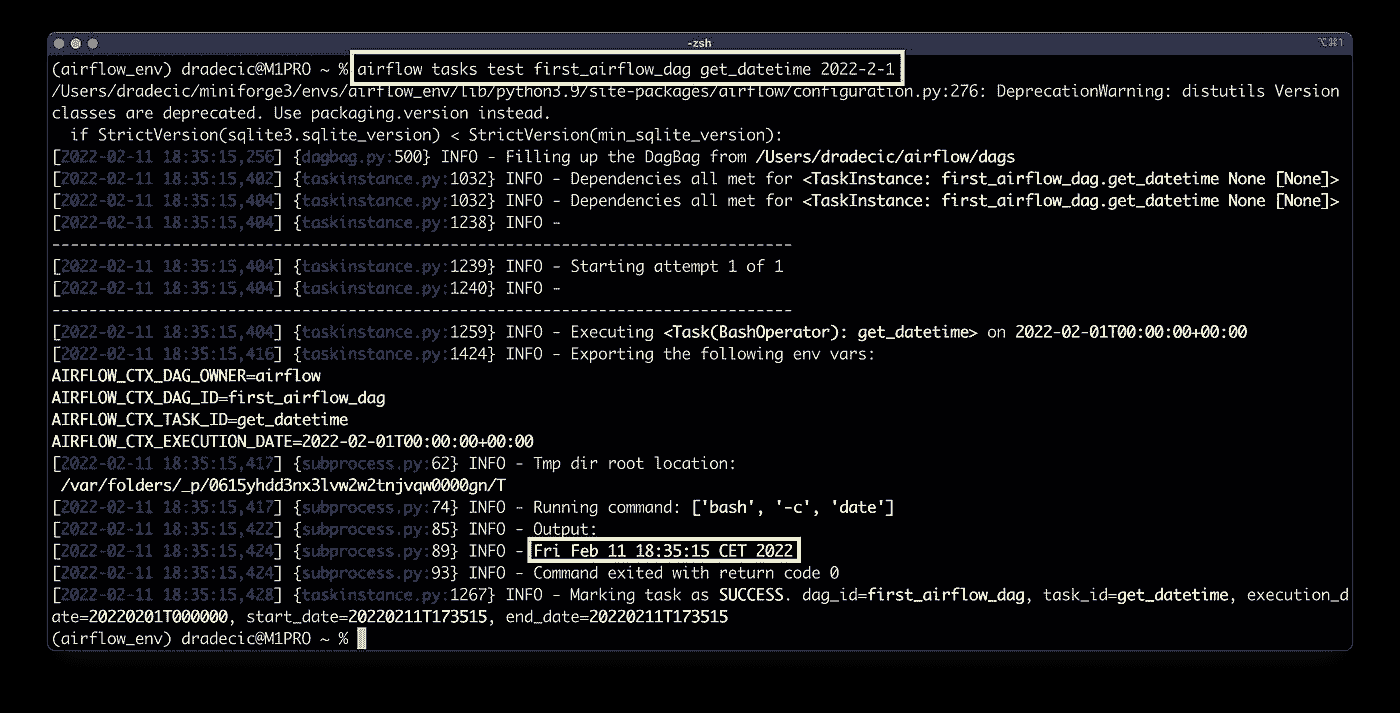 -zsh
⌥⌘1
(airflow_env) dradecic@M1PRO ~ % airflow tasks test first_airflow_dag get_datetime 2022-2-1
/Users/dradecic/miniforge3/envs/airflow_env/lib/python3.9/site-packages/airflow/configuration.py:276: DeprecationWarning: distutils Version
classes are deprecated. Use packaging.version instead.
  if StrictVersion(sqlite3.sqlite_version) < StrictVersion(min_sqlite_version):
[2022-02-11 18:35:15,256] {dagbag.py:500} INFO - Filling up the DagBag from /Users/dradecic/airflow/dags
[2022-02-11 18:35:15,402] {taskinstance.py:1032} INFO - Dependencies all met for <TaskInstance: first_airflow_dag.get_datetime None [None]>
[2022-02-11 18:35:15,404] {taskinstance.py:1032} INFO - Dependencies all met for <TaskInstance: first_airflow_dag.get_datetime None [None]>
[2022-02-11 18:35:15,404] {taskinstance.py:1238} INFO -
--------------------------------------------------------------------------------
[2022-02-11 18:35:15,404] {taskinstance.py:1239} INFO - Starting attempt 1 of 1
[2022-02-11 18:35:15,404] {taskinstance.py:1240} INFO -
--------------------------------------------------------------------------------
[2022-02-11 18:35:15,404] {taskinstance.py:1259} INFO - Executing <Task(BashOperator): get_datetime> on 2022-02-01T00:00:00+00:00
[2022-02-11 18:35:15,416] {taskinstance.py:1424} INFO - Exporting the following env vars:
AIRFLOW_CTX_DAG_OWNER=airflow
AIRFLOW_CTX_DAG_ID=first_airflow_dag
AIRFLOW_CTX_TASK_ID=get_datetime
AIRFLOW_CTX_EXECUTION_DATE=2022-02-01T00:00:00+00:00
[2022-02-11 18:35:15,417] {subprocess.py:62} INFO - Tmp dir root location:
 /var/folders/_p/0615yhdd3nx3lvw2w2tnjvqw0000gn/T
[2022-02-11 18:35:15,417] {subprocess.py:74} INFO - Running command: ['bash', '-c', 'date']
[2022-02-11 18:35:15,422] {subprocess.py:85} INFO - Output:
[2022-02-11 18:35:15,424] {subprocess.py:89} INFO - Fri Feb 11 18:35:15 CET 2022
[2022-02-11 18:35:15,424] {subprocess.py:93} INFO - Command exited with return code 0
[2022-02-11 18:35:15,428] {taskinstance.py:1267} INFO - Marking task as SUCCESS. dag_id=first_airflow_dag, task_id=get_datetime, execution_d
ate=20220201T000000, start_date=20220211T173515, end_date=20220211T173515
(airflow_env) dradecic@M1PRO ~ %